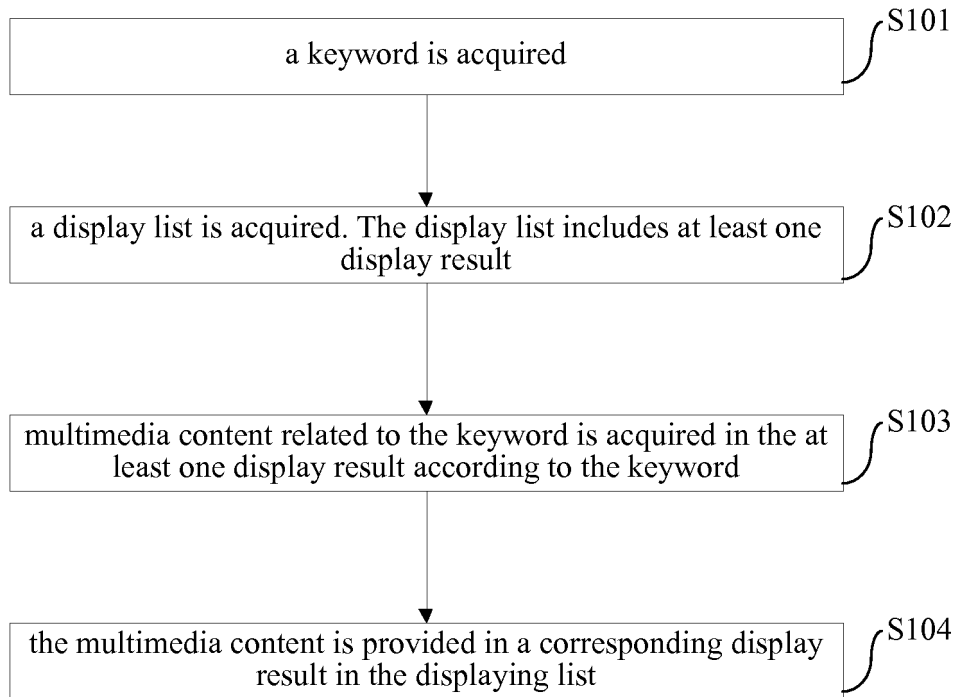 S101
a keyword is acquired
S102
a display list is acquired. The display list includes at least one
display result
S103
multimedia content related to the keyword is acquired in the at
least one display result according to the keyword
S104
the multimedia content is provided in a corresponding display
result in the displaying list